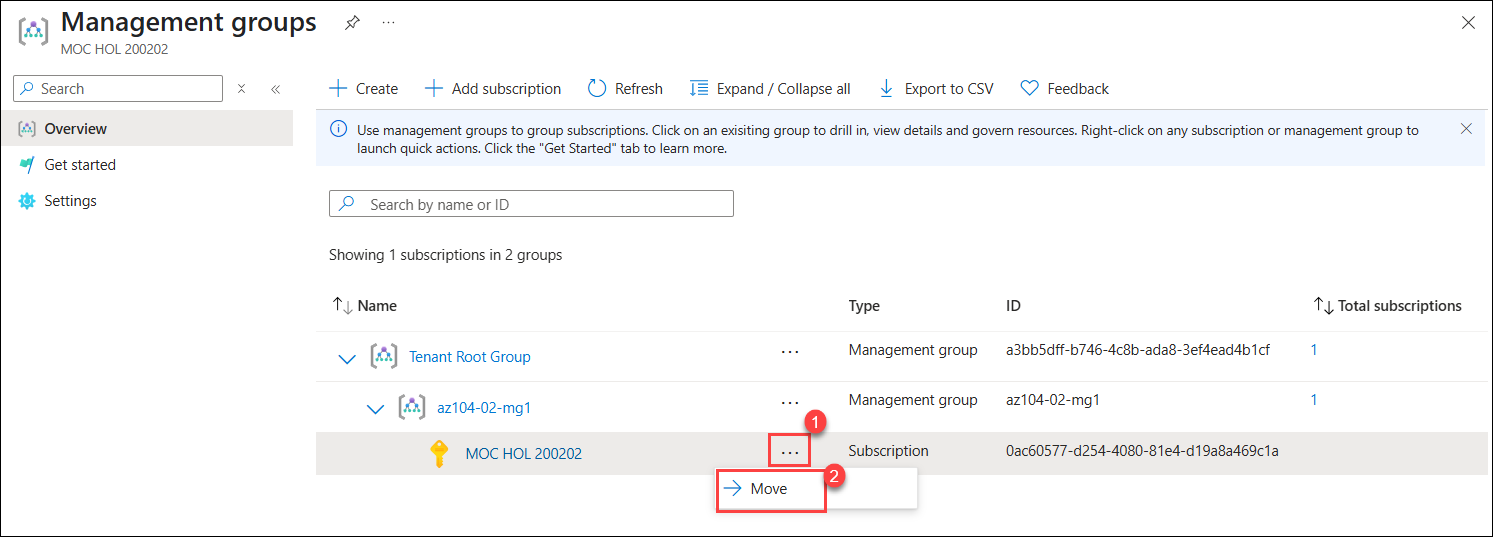 Management groups
MOC HOL 200202
Search
Overview
Get started
Settings
Create Add subscription Refresh Expand / Collapse all Export to CSV Feedback
Use management groups to group subscriptions. Click on an exisiting group to drill in, view details and govern resources. Right-click on any subscription or management group to
launch quick actions. Click the "Get Started" tab to learn more.
Search by name or ID
Showing 1 subscriptions in 2 groups
Name Type ID Total subscriptions
Tenant Root Group ... Management group a3bb5dff-b746-4c8b-ada8-3ef4ead4b1cf 1
az104-02-mg1 ... Management group az104-02-mg1 1
1
MOC HOL 200202 ... Subscription 0ac60577-d254-4080-81e4-d19a8a469c1a
2
Move